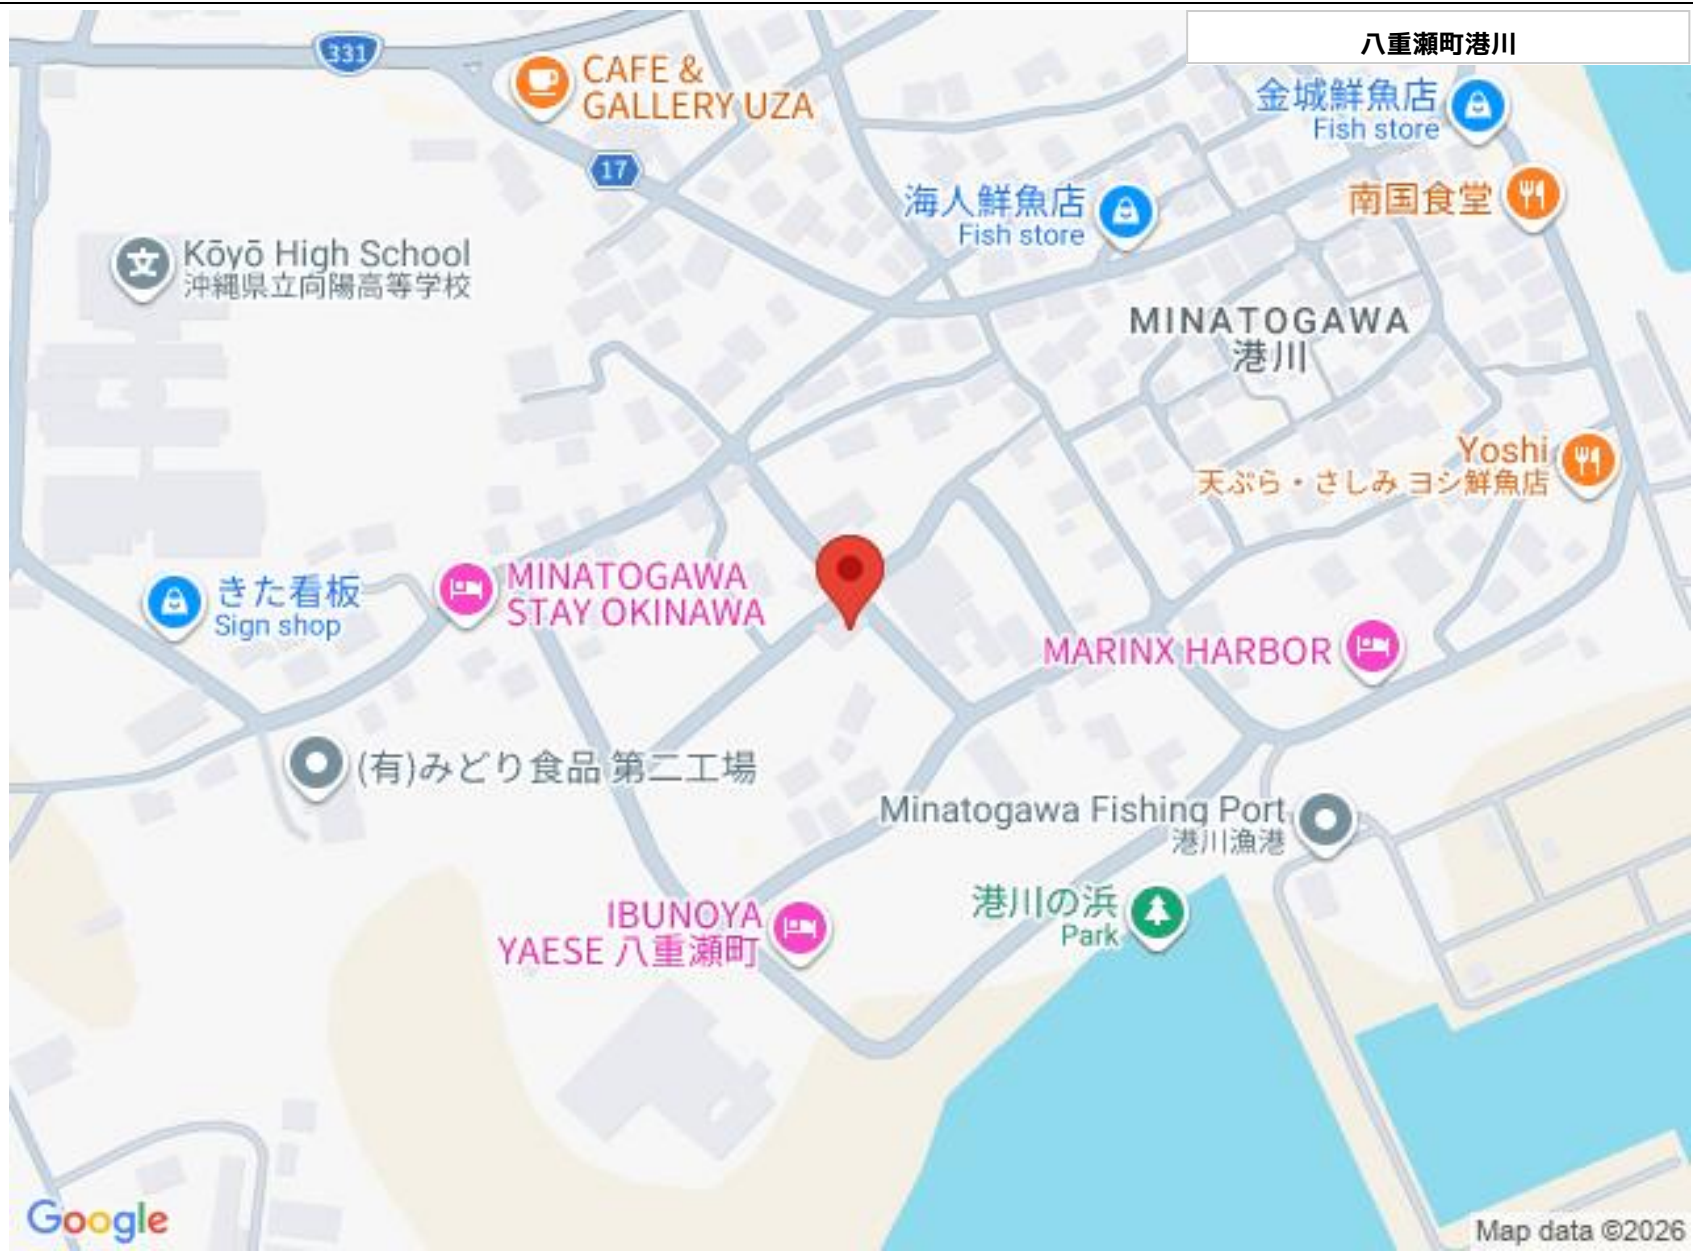 八重瀬町港川
331
CAFE &
GALLERY UZA
金城鮮魚店
Fish store
17
海人鮮魚店
Fish store
南国食堂
Kōyō High School
沖縄県立向陽高等学校
MINATOGAWA
港川
Yoshi
天ぷら・さしみ ヨシ鮮魚店
きた看板
Sign shop
MINATOGAWA
STAY OKINAWA
MARINX HARBOR
(有)みどり食品 第二工場
Minatogawa Fishing Port
港川漁港
港川の浜
Park
IBUNOYA
YAESE 八重瀬町
Google
Map data ©2026